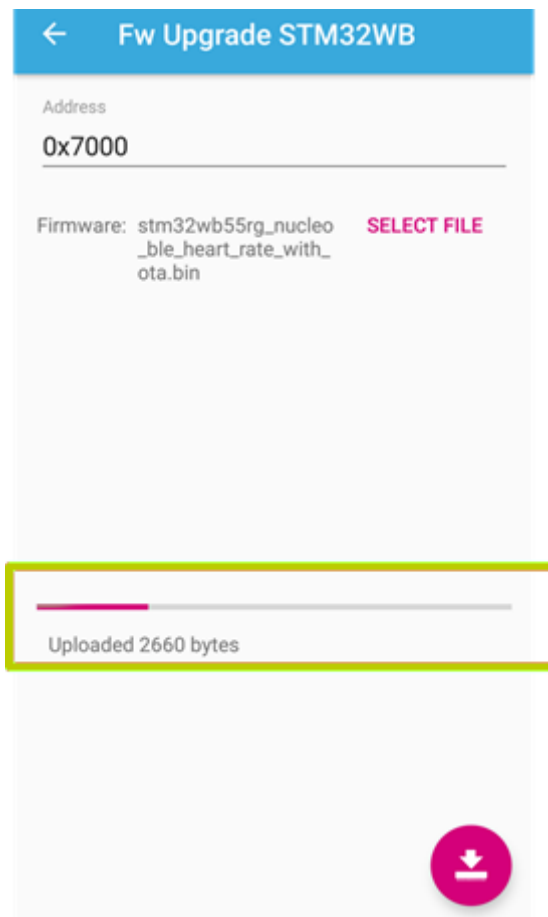 Fw Upgrade STM32WB
Address
0x7000
Firmware: stm32wb55rg_nucleo SELECT FILE
_ble_heart_rate_with_
ota.bin
Uploaded 2660 bytes